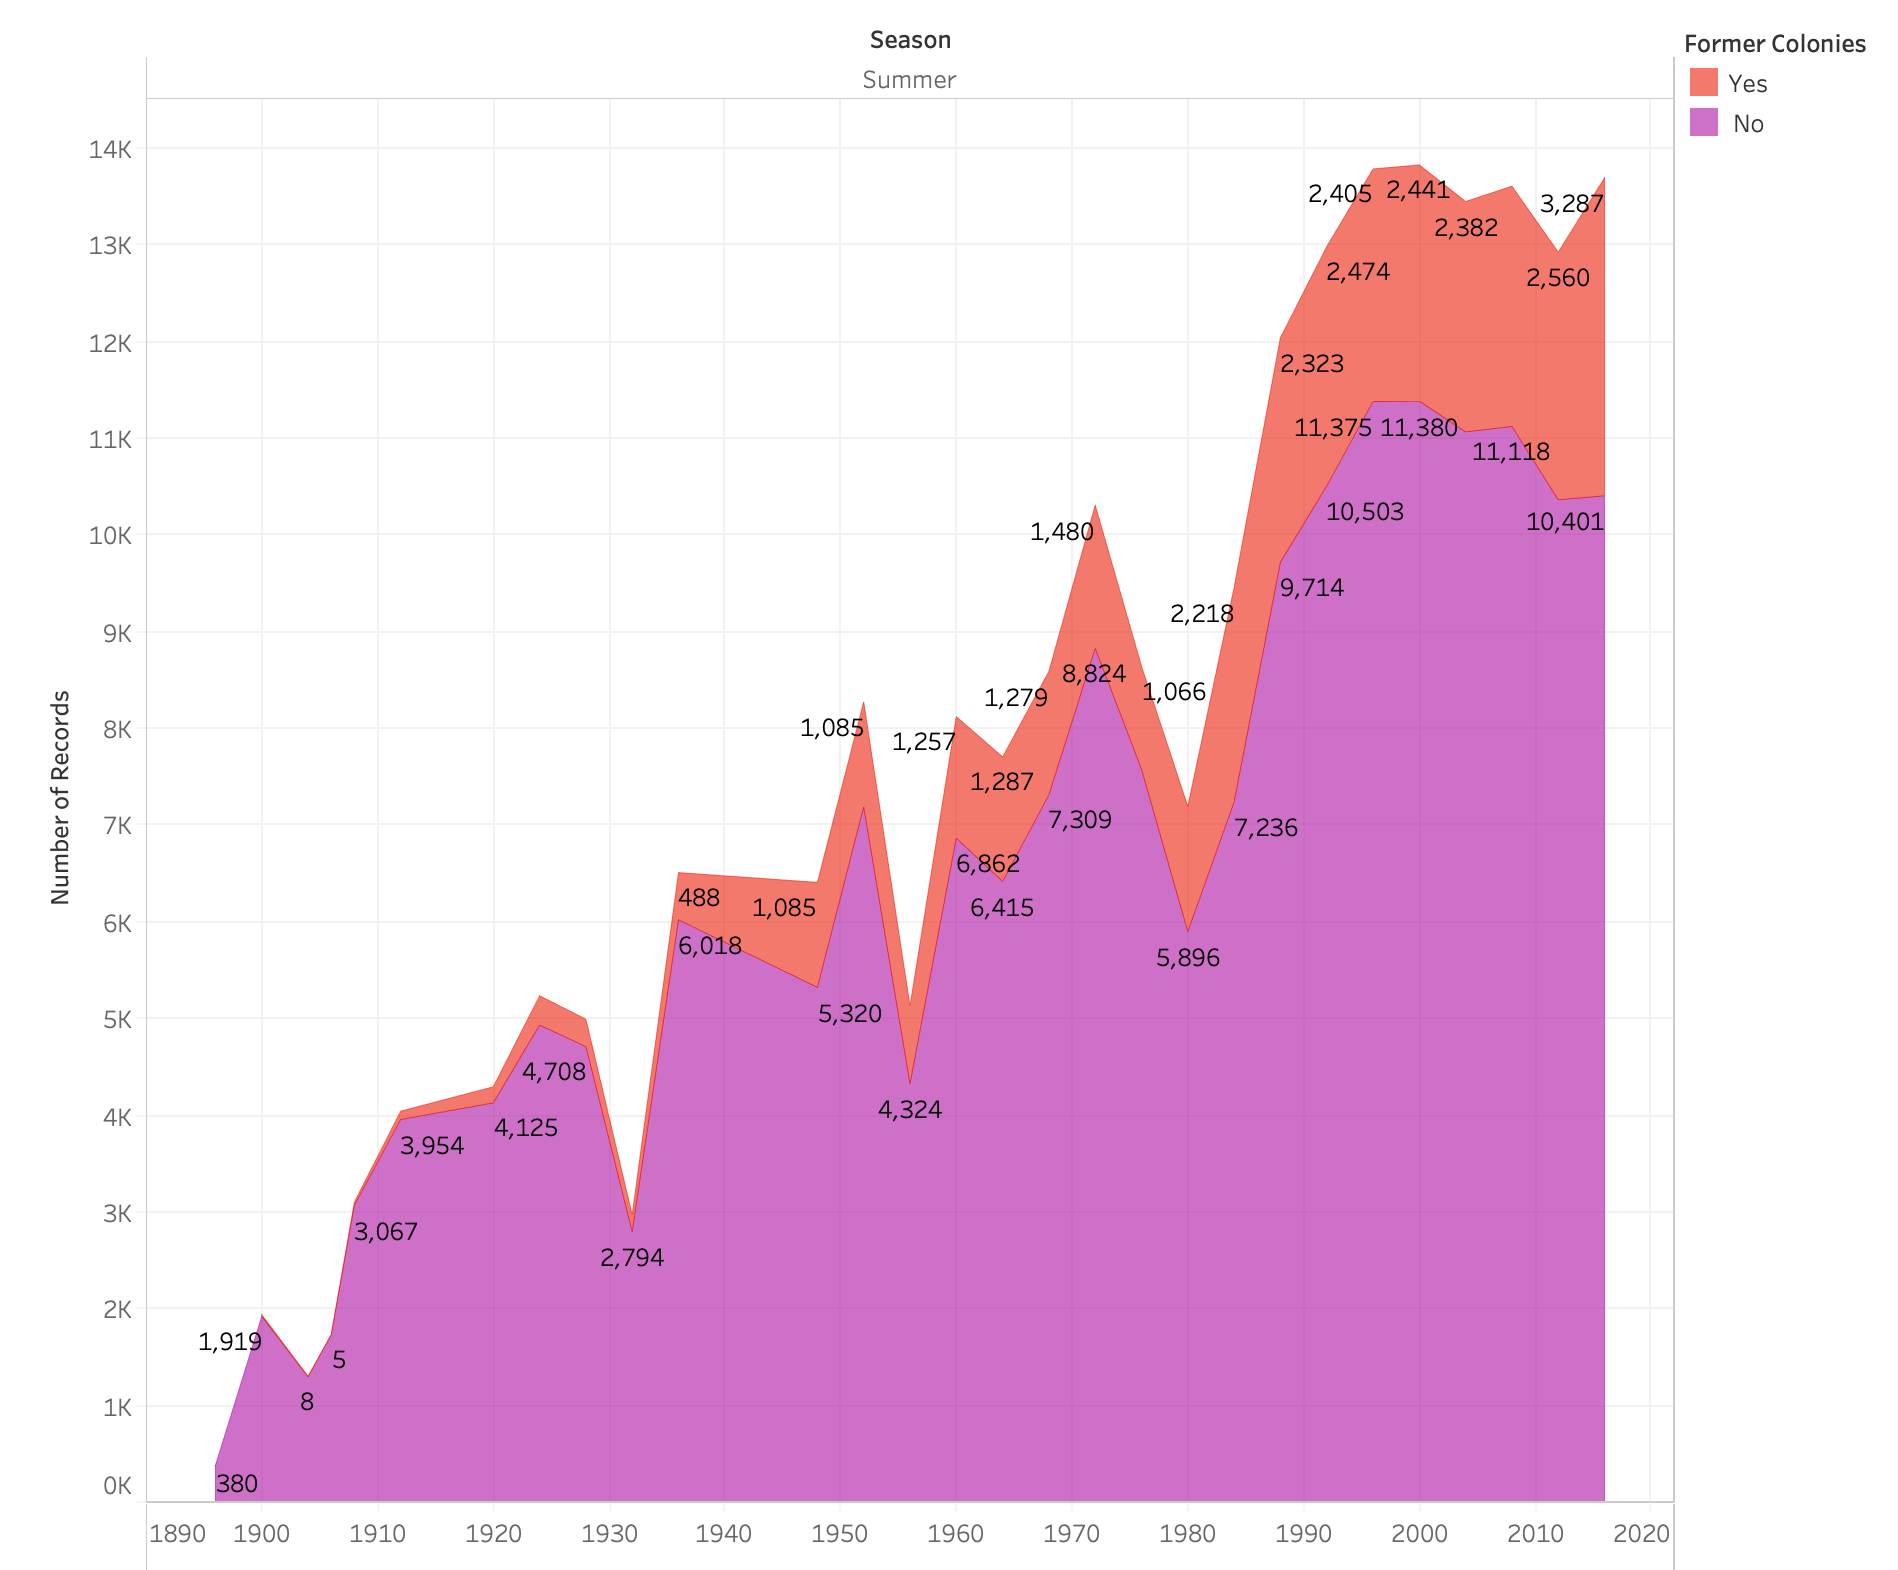 Season
Summer
Former Colonies
Yes
No
Number of Records
14K
13K
12K
11K
10K
9K
8K
7K
6K
5K
4K
3K
2K
1K
0K
2,405
2,441
3,287
2,382
2,474
2,560
2,323
11,375
11,380
11,118
10,503
10,401
1,480
9,714
2,218
8,824
1,279
1,066
1,085
1,257
1,287
7,309
7,236
6,862
488
1,085
6,415
6,018
5,896
5,320
4,708
4,324
4,125
3,954
3,067
2,794
1,919
5
8
380
1890 1900 1910 1920 1930 1940 1950 1960 1970 1980 1990 2000 2010 2020